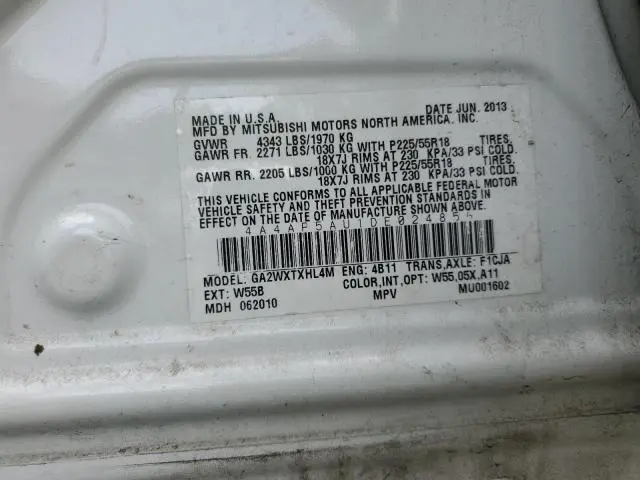 MADE IN U.S.A. DATE JUN. 2013
MFD BY MITSUBISHI MOTORS NORTH AMERICA. INC.
GVWR 4343 LBS/1970 KG
GAWR FR. 2271 LBS/1030 KG WITH P225/55R18 TIRES,
18X7J RIMS AT 230 KPA/33 PSI COLD.
GAWR RR. 2205 LBS/1000 KG WITH P225/55R18 TIRES,
18X7J RIMS AT 230 KPA/33 PSI COLD.
THIS VEHICLE CONFORMS TO ALL APPLICABLE FEDERAL MOTOR
VEHICLE SAFETY AND THEFT PREVENTION STANDARDS IN
EFFECT ON THE DATE OF MANUFACTURE SHOWN ABOVE.
MODEL: GA2WXTXHL4M ENG: 4B11 TRANS,AXLE: F1CJA
EXT: W55B COLOR,INT,OPT: W55,05X,A11
MDH 062010 MPV MU001602